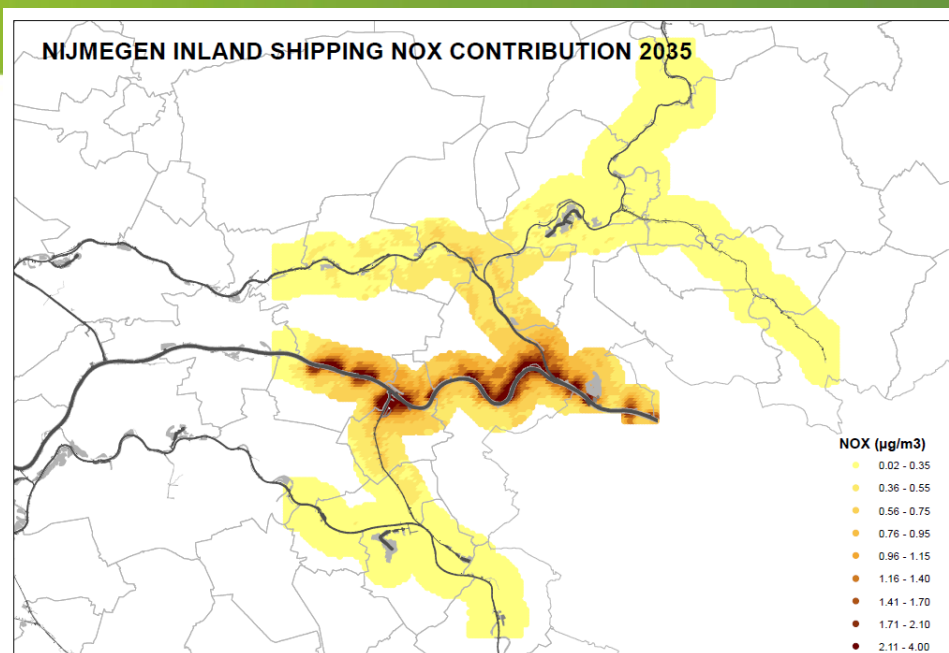 NIJMEGEN INLAND SHIPPING NOX CONTRIBUTION 2035
NOX (µg/m3)
0.02 - 0.35
0.36 - 0.55
0.56 - 0.75
0.76 - 0.95
0.96 - 1.15
1.16 - 1.40
1.41 - 1.70
1.71 - 2.10
2.11 - 4.00